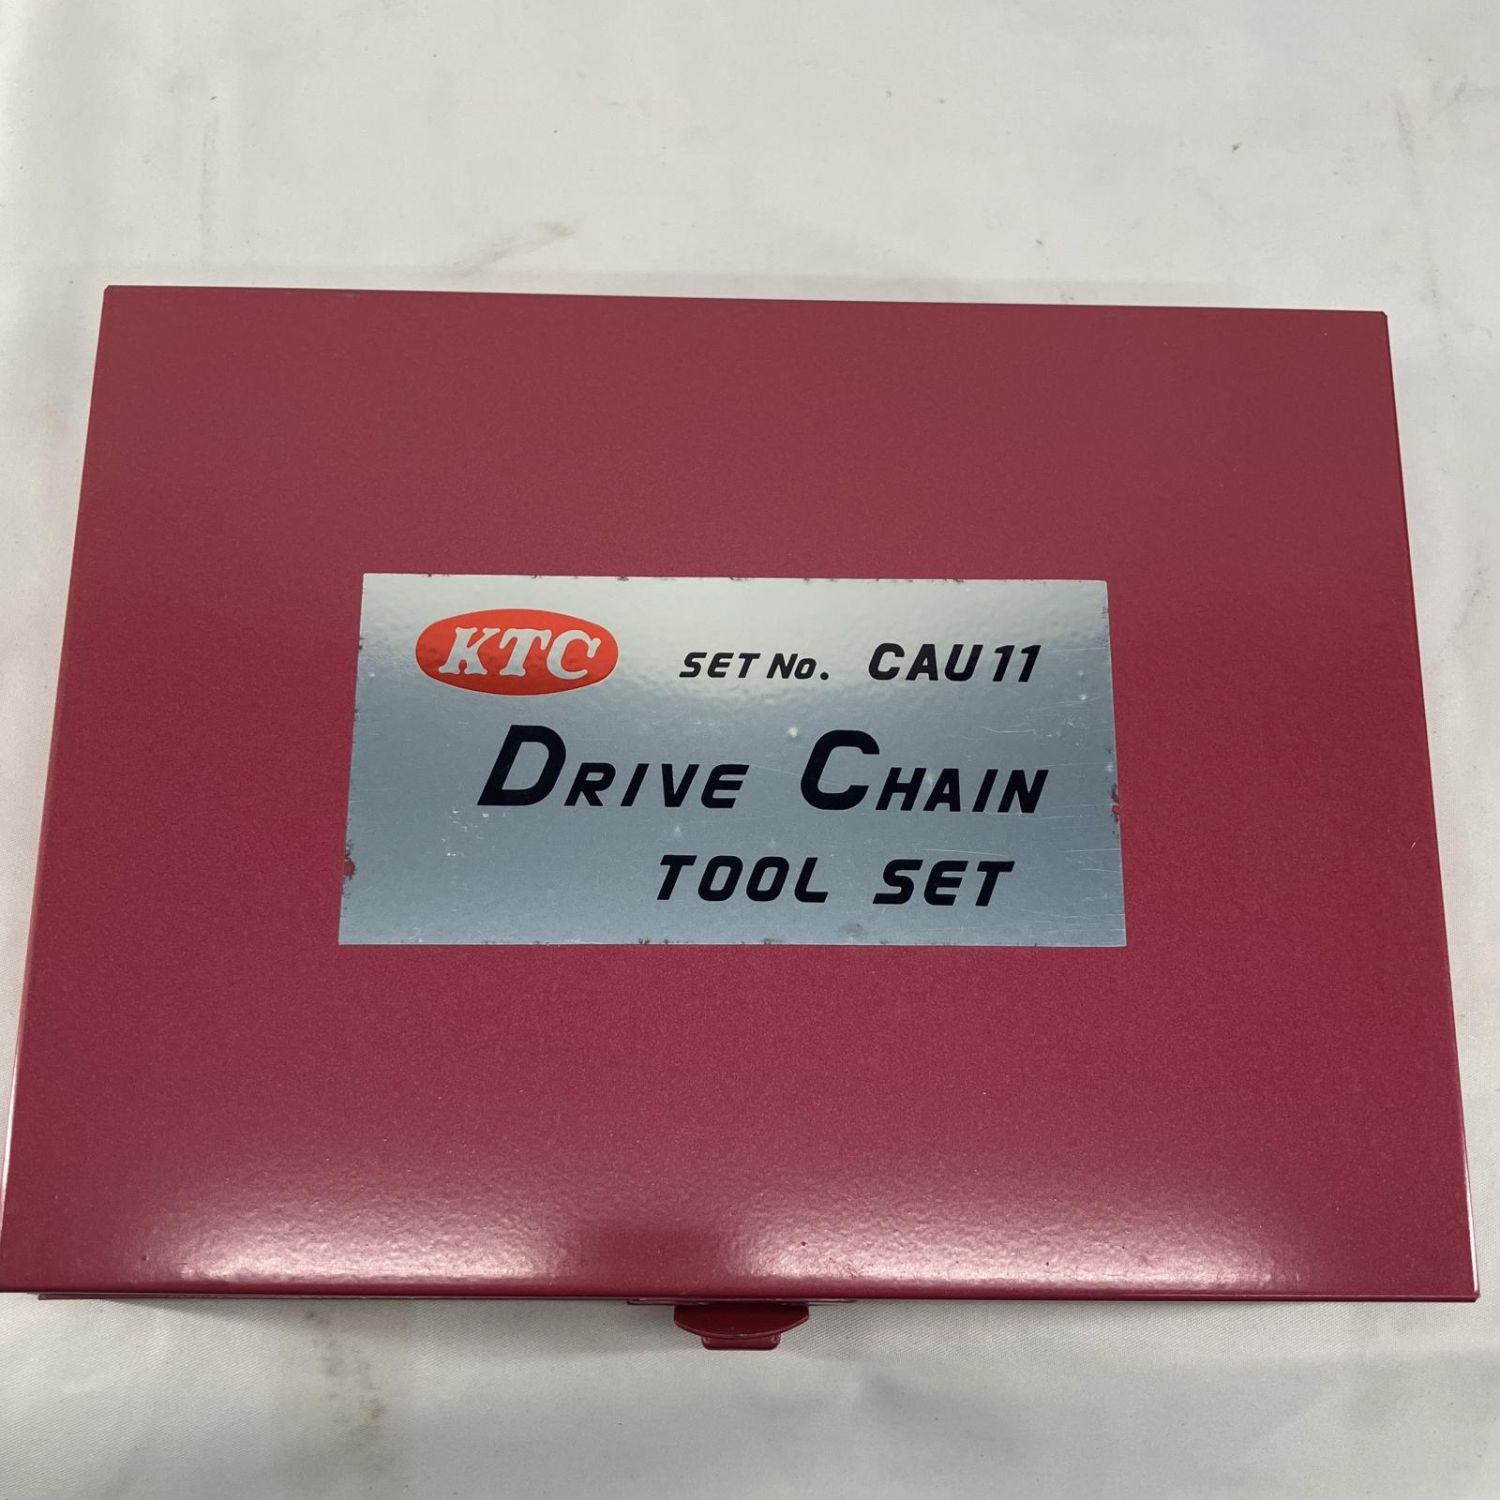 KTC SET No. CAU11
DRIVE CHAIN
TOOL SET